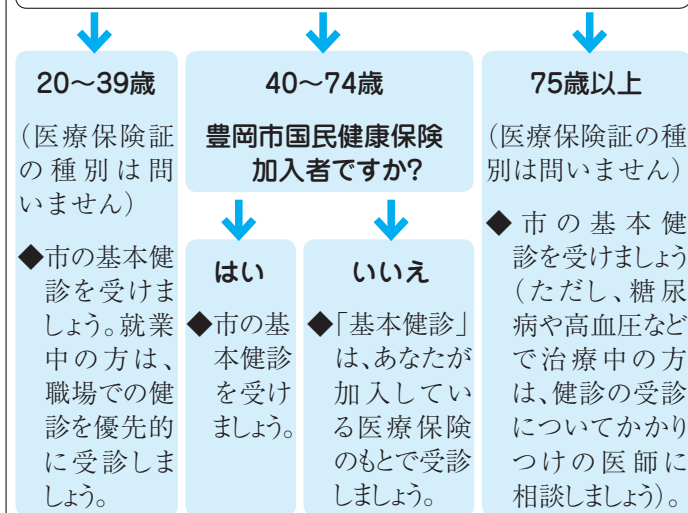 20～39歳
(医療保険証
の種別は問
いません)
◆市の基本健
診を受けま
しょう。就業
中の方は、
職場での健
診を優先的
に受診しま
しょう。
40～74歳
豊岡市国民健康保険
加入者ですか?
はい
◆市の基
本健診
を受け
ましょう。
いいえ
◆「基本健診」
は、あなたが
加入してい
る医療保険
のもとで受診
しましょう。
75歳以上
(医療保険証の種
別は問いません)
◆市の基本健
診を受けましょう
(ただし、糖尿
病や高血圧など
で治療中の方
は、健診の受診
についてかかり
つけの医師に
相談しましょう)。